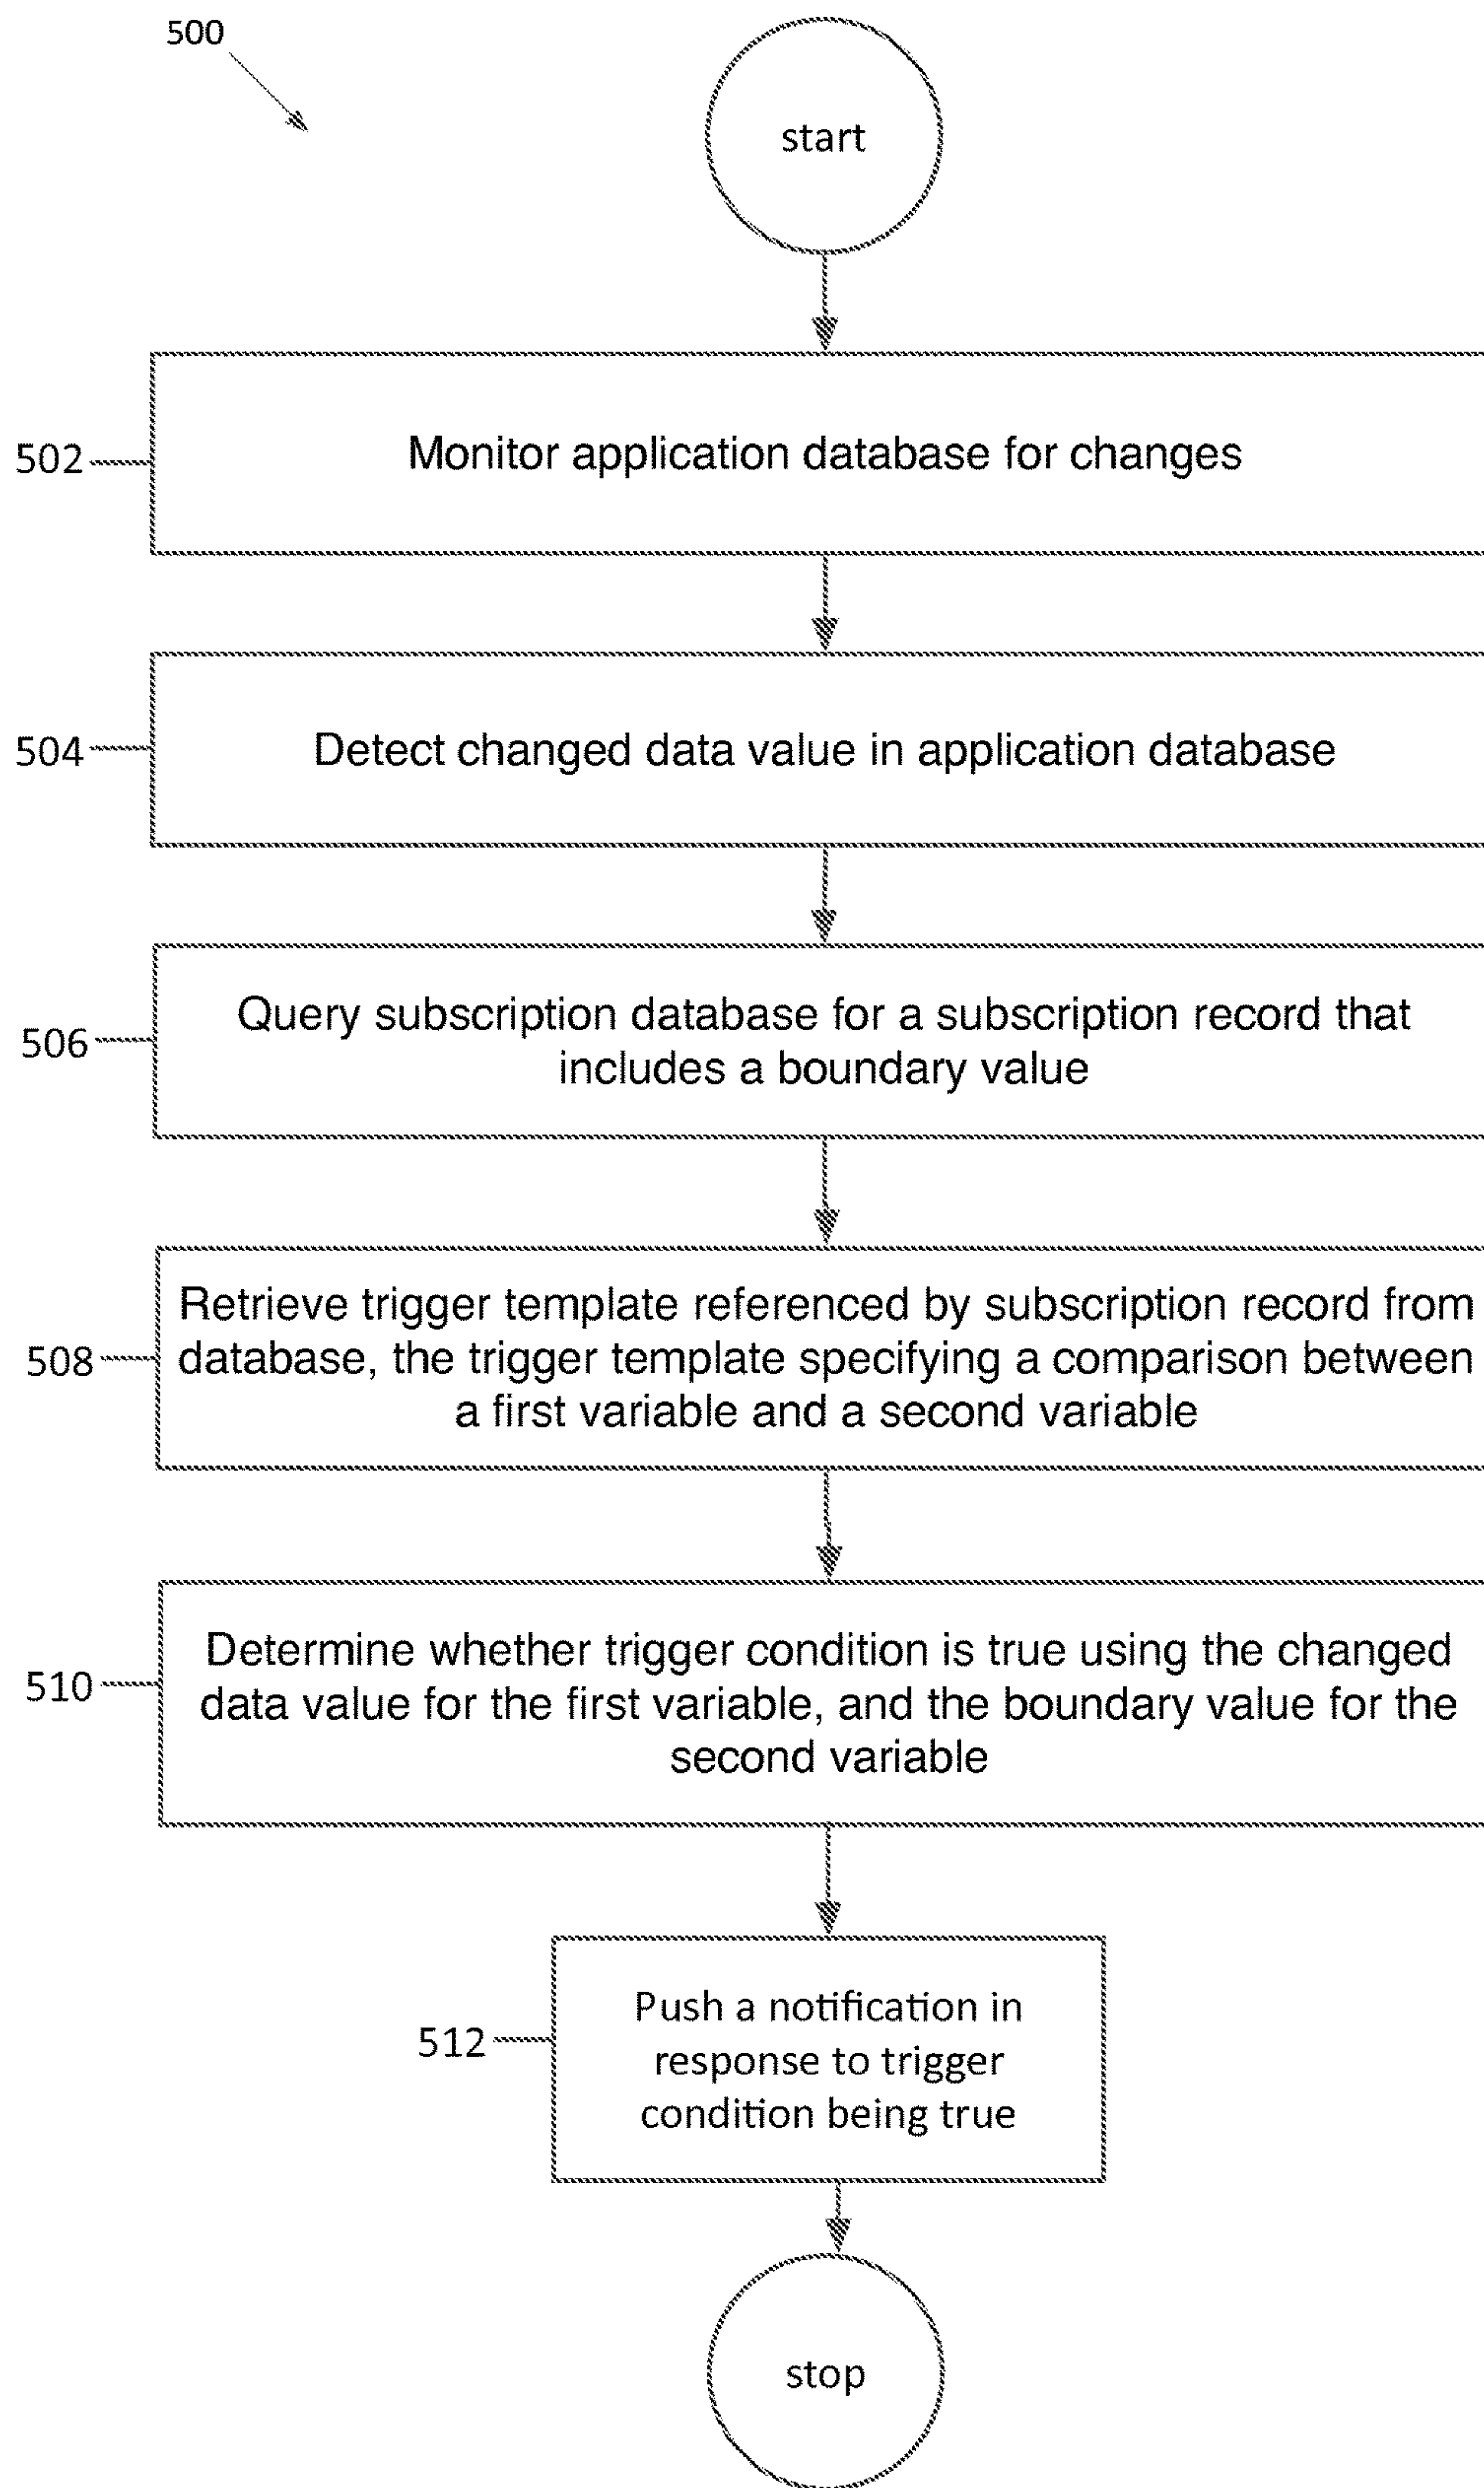 500
start
502
Monitor application database for changes
504
Detect changed data value in application database
506
Query subscription database for a subscription record that
includes a boundary value
508
Retrieve trigger template referenced by subscription record from
database, the trigger template specifying a comparison between
a first variable and a second variable
510
Determine whether trigger condition is true using the changed
data value for the first variable, and the boundary value for the
second variable
512
Push a notification in
response to trigger
condition being true
stop